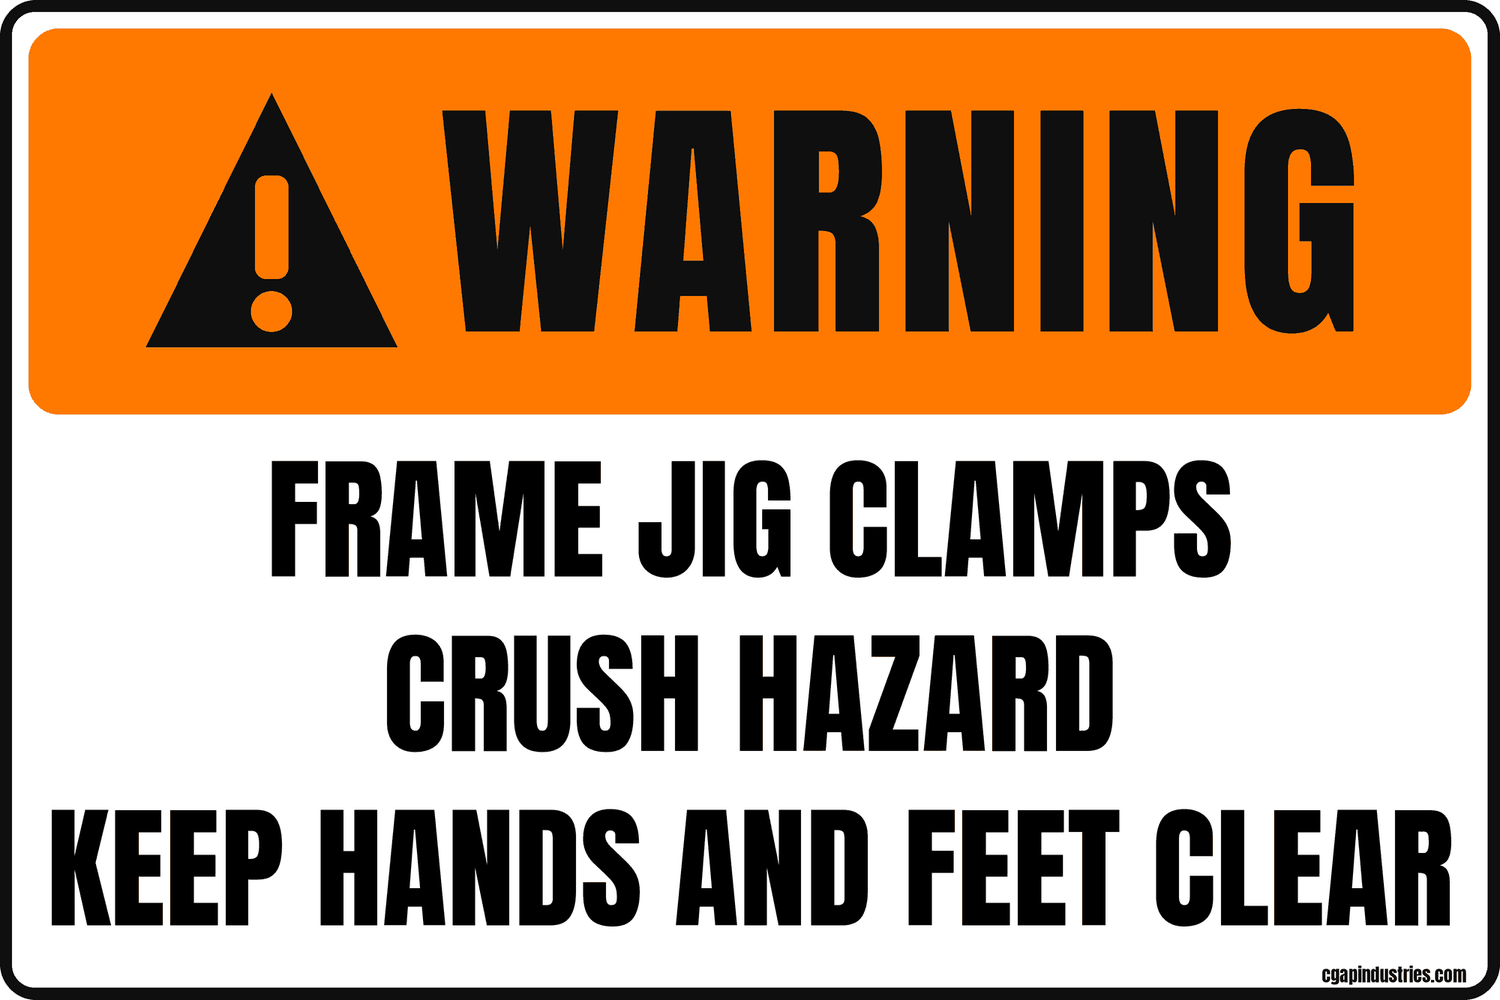 WARNING
FRAME JIG CLAMPS
CRUSH HAZARD
KEEP HANDS AND FEET CLEAR
cgapindustries.com